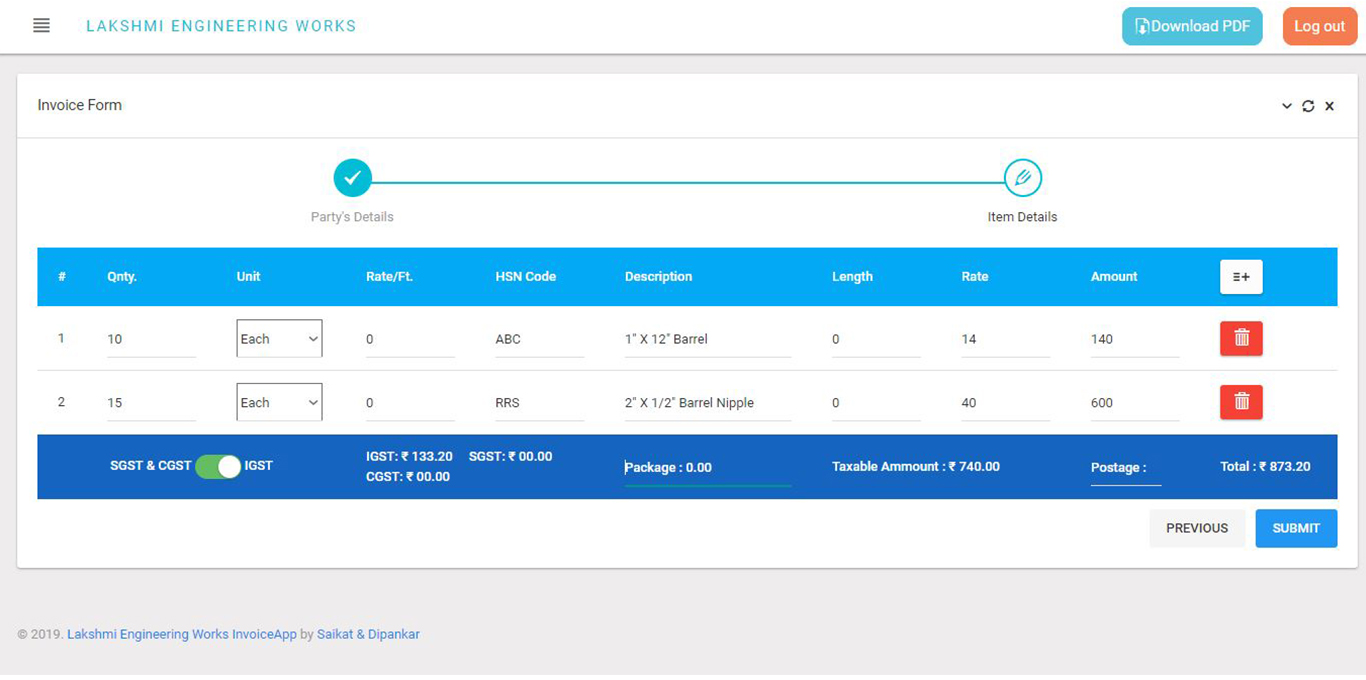 LAKSHMI ENGINEERING WORKS
Download PDF
Log out
Invoice Form
Party's Details
Item Details
# Qnty. Unit Rate/Ft. HSN Code Description Length Rate Amount
1 10 Each 0 ABC 1" X 12" Barrel 0 14 140
2 15 Each 0 RRS 2" X 1/2" Barrel Nipple 0 40 600
SGST & CGST IGST
IGST: ₹ 133.20 SGST: ₹ 00.00
CGST: ₹ 00.00
Package : 0.00
Taxable Ammount : ₹ 740.00
Postage :
Total : ₹ 873.20
PREVIOUS
SUBMIT
© 2019. Lakshmi Engineering Works InvoiceApp by Saikat & Dipankar